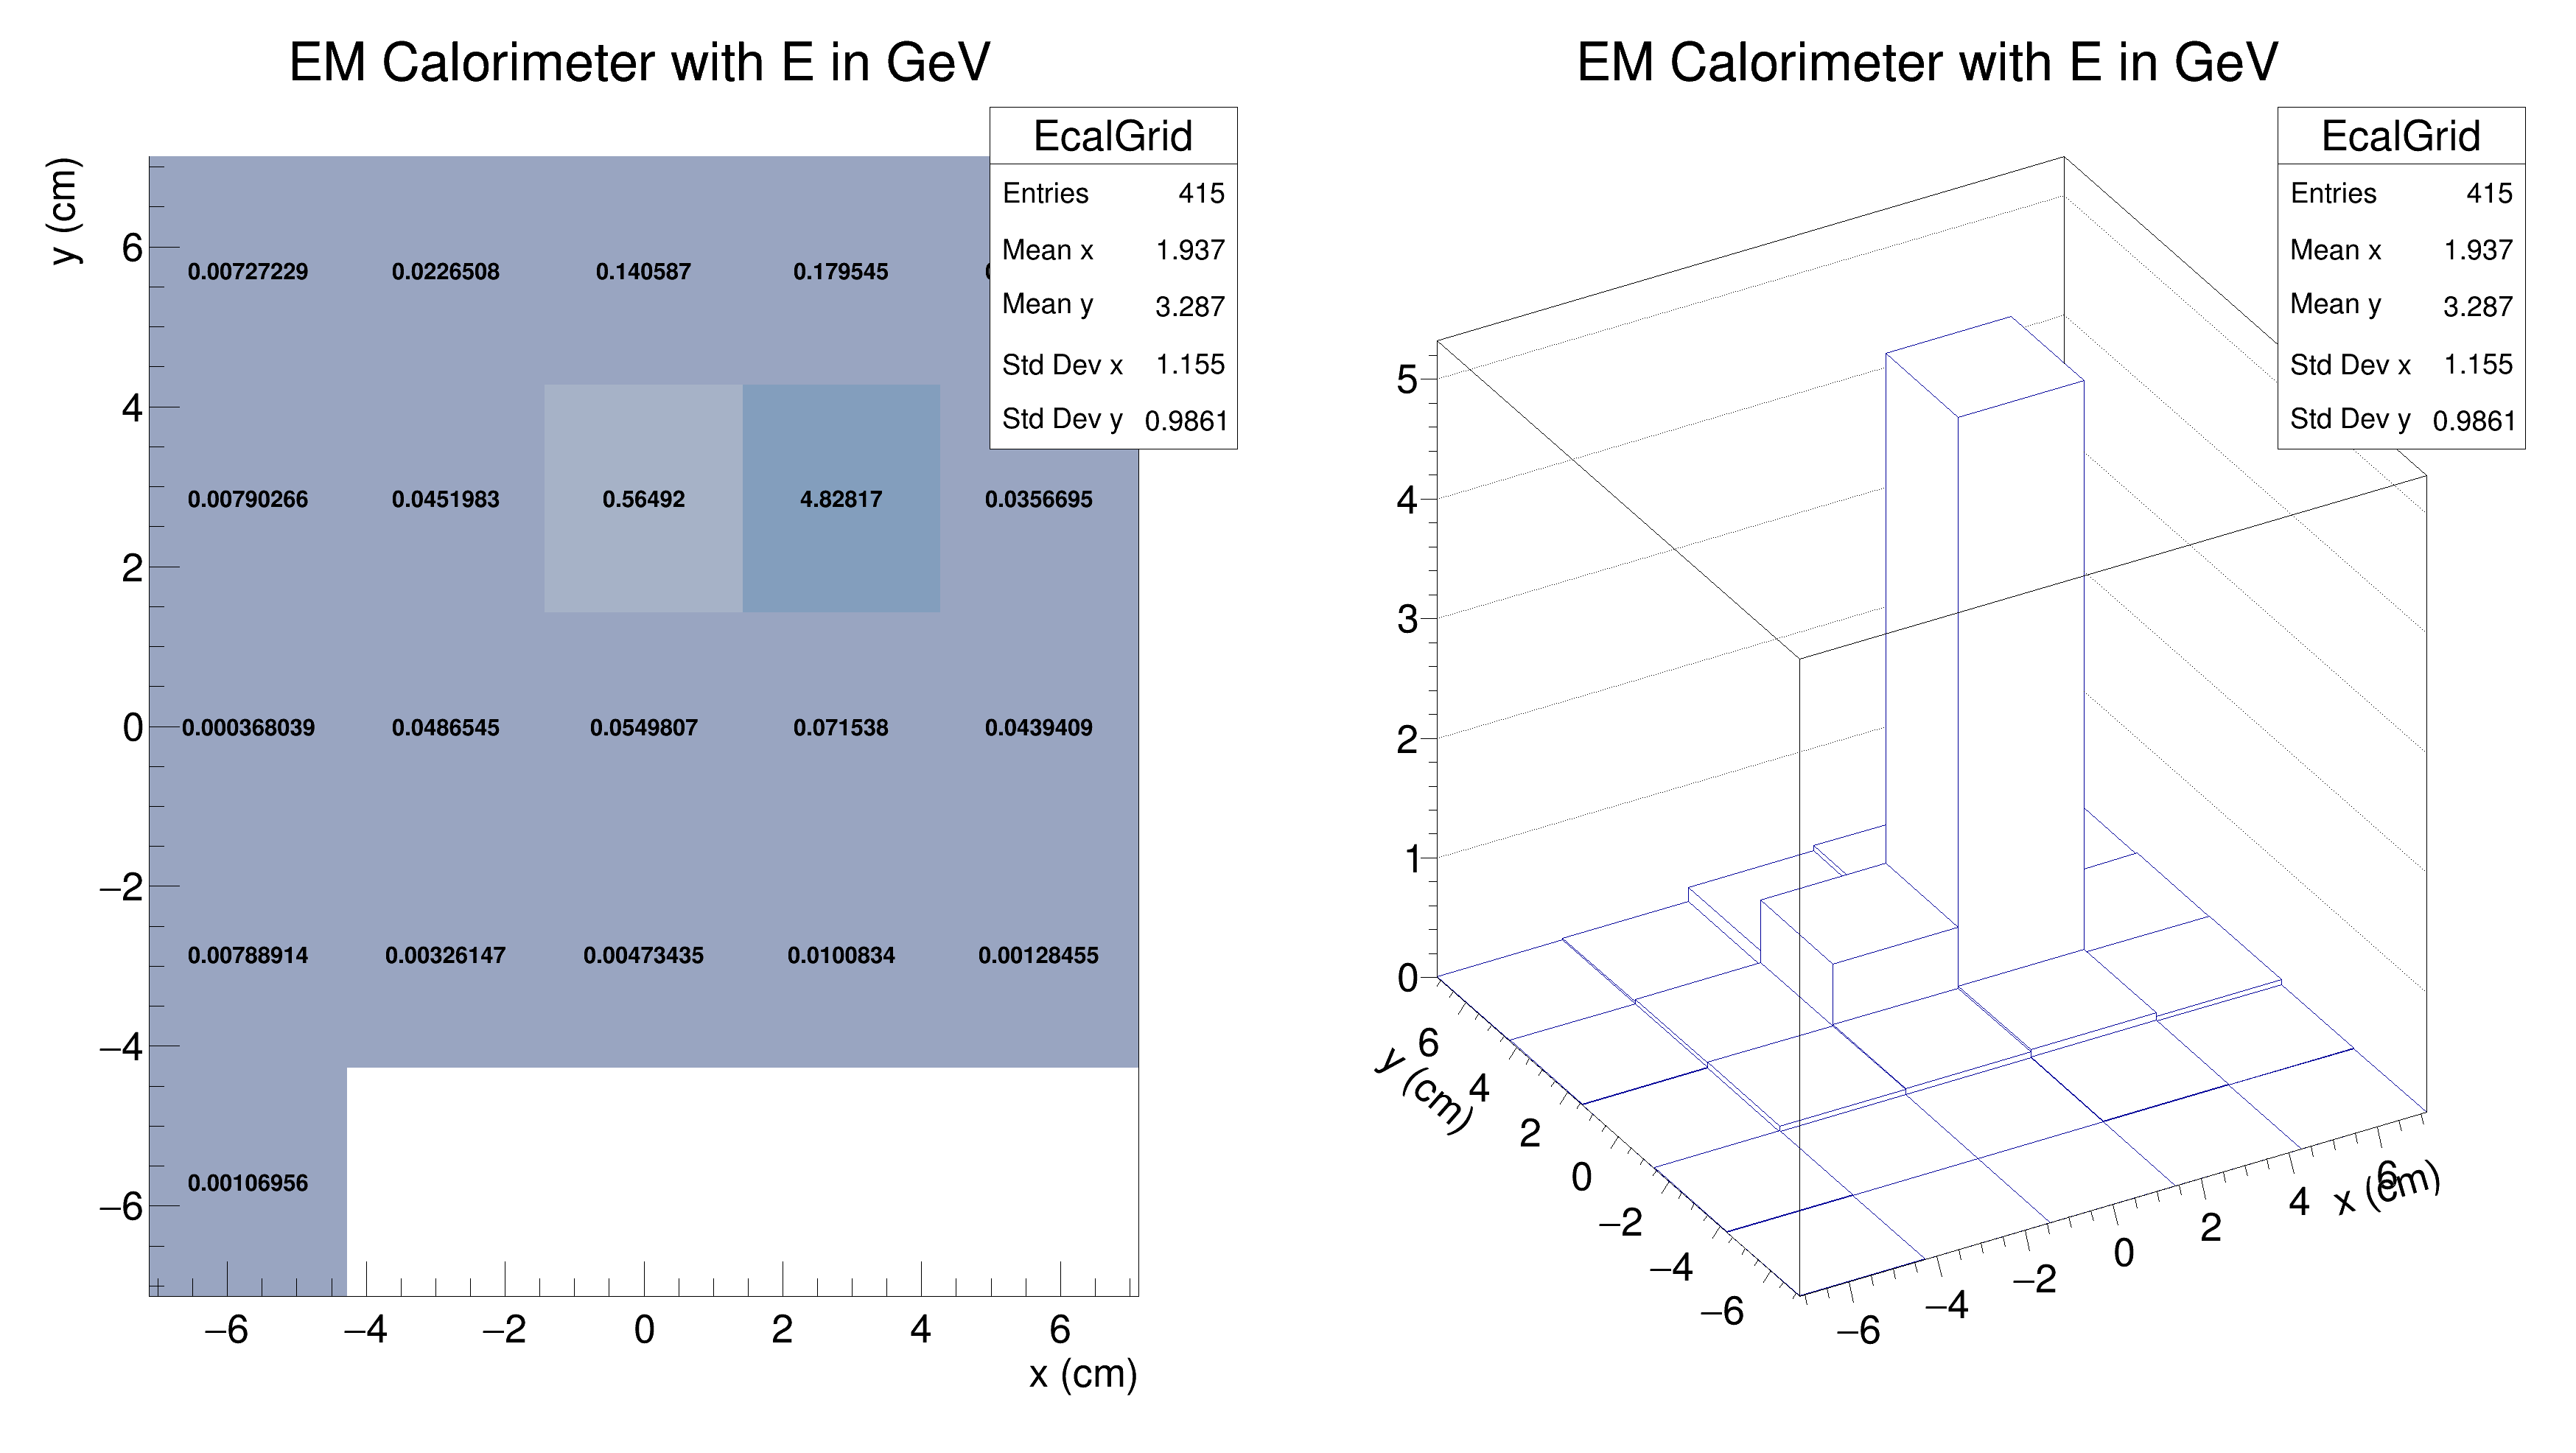 EM Calorimeter with E in GeV
EcalGrid
Entries 415
Mean x 1.937
Mean y 3.287
Std Dev x 1.155
Std Dev y 0.9861
y (cm)
6
4
2
0
−2
−4
−6
0.00727229 0.0226508 0.140587 0.179545
0.00790266 0.0451983 0.56492 4.82817 0.0356695
0.000368039 0.0486545 0.0549807 0.071538 0.0439409
0.00788914 0.00326147 0.00473435 0.0100834 0.00128455
0.00106956
−6 −4 −2 0 2 4 6
x (cm)
EM Calorimeter with E in GeV
EcalGrid
Entries 415
Mean x 1.937
Mean y 3.287
Std Dev x 1.155
Std Dev y 0.9861
5
4
3
2
1
0
6
4
2
0
−2
−4
−6
y (cm)
−6 −4 −2 0 2 4 6
x (cm)